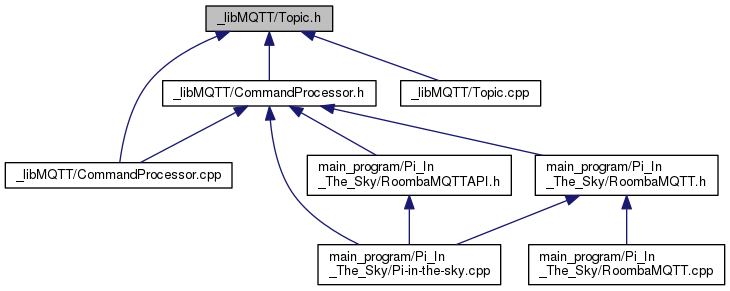 _libMQTT/Topic.h
_libMQTT/CommandProcessor.h
_libMQTT/Topic.cpp
_libMQTT/CommandProcessor.cpp
main_program/Pi_In
_The_Sky/RoombaMQTTAPI.h
main_program/Pi_In
_The_Sky/RoombaMQTT.h
main_program/Pi_In
_The_Sky/Pi-in-the-sky.cpp
main_program/Pi_In
_The_Sky/RoombaMQTT.cpp